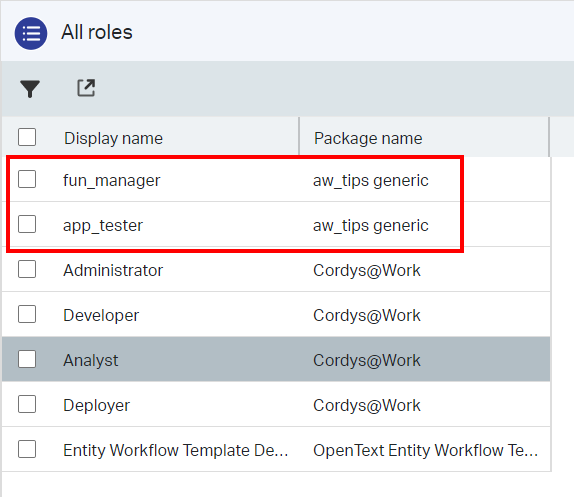 All roles
Display name Package name
fun_manager aw_tips generic
app_tester aw_tips generic
Administrator Cordys@Work
Developer Cordys@Work
Analyst Cordys@Work
Deployer Cordys@Work
Entity Workflow Template De... OpenText Entity Workflow Te...